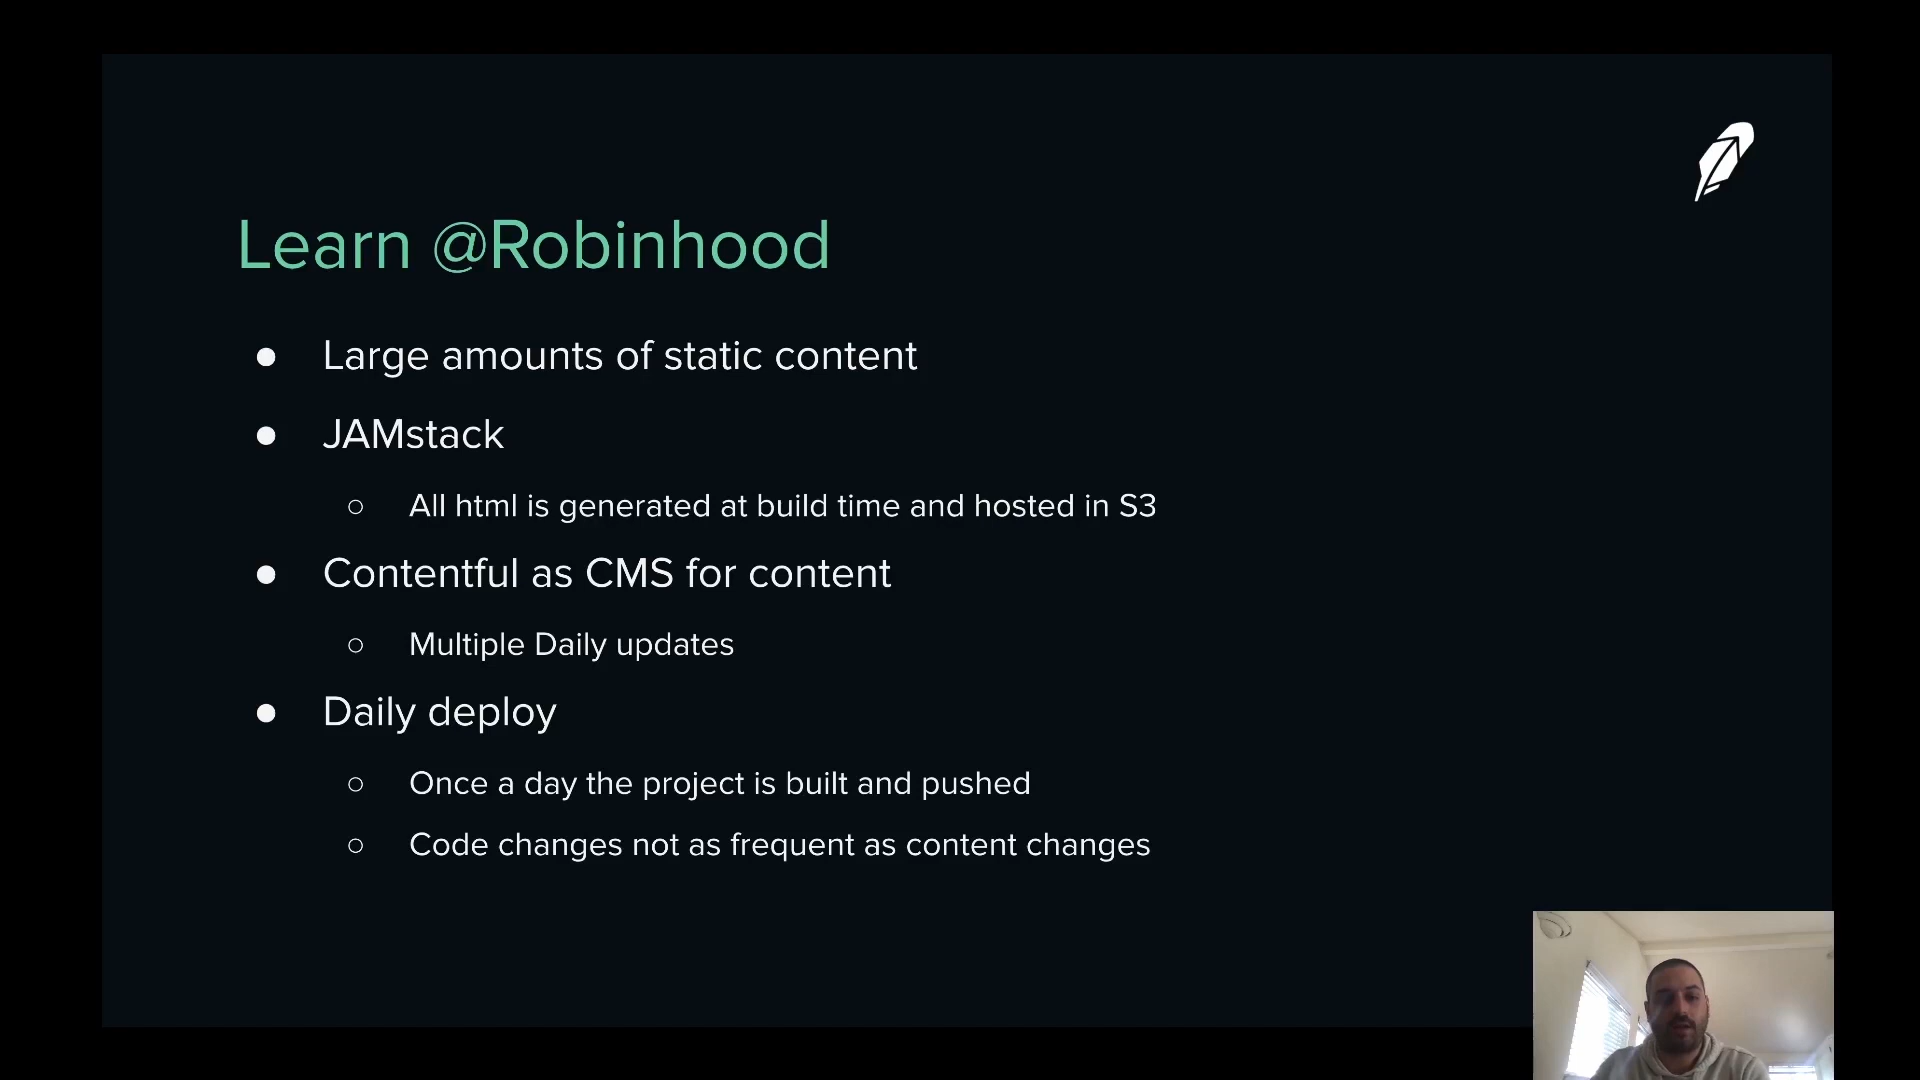 Learn @Robinhood
● Large amounts of static content
● JAMstack
○ All html is generated at build time and hosted in S3
● Contentful as CMS for content
○ Multiple Daily updates
● Daily deploy
○ Once a day the project is built and pushed
○ Code changes not as frequent as content changes